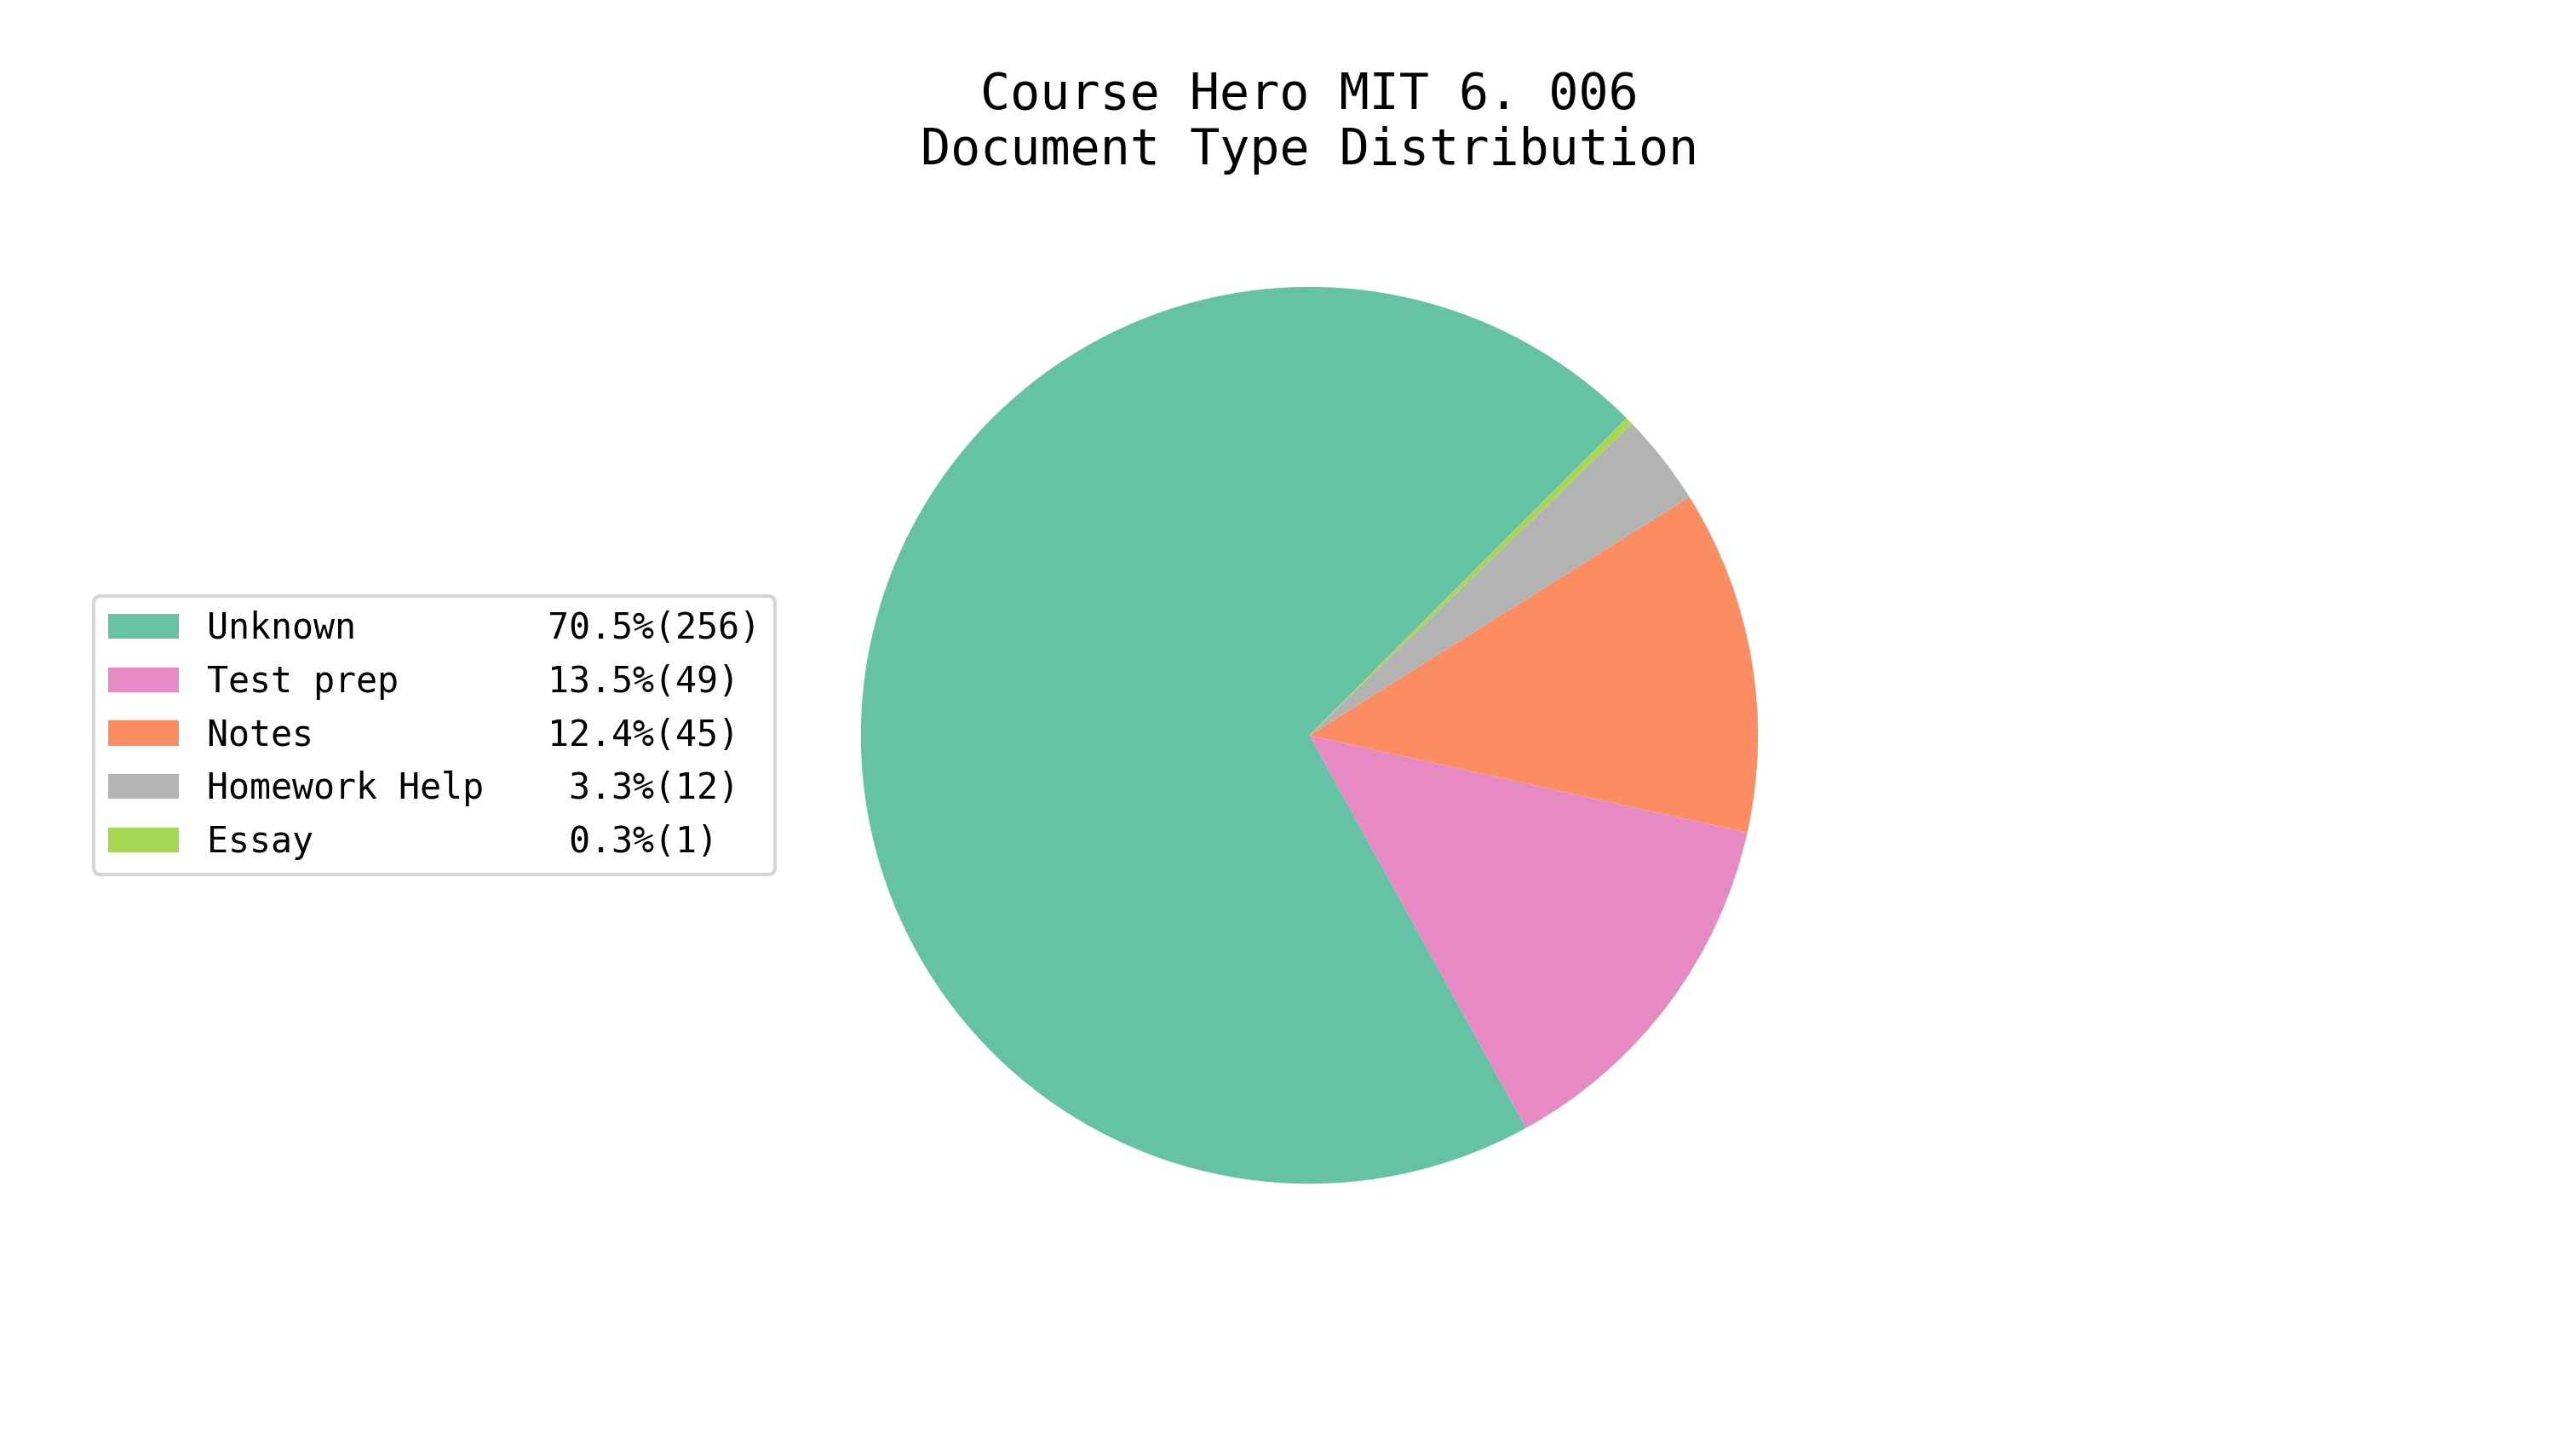 Course Hero MIT 6. 006
Document Type Distribution
Unknown 70.5%(256)
Test prep 13.5%(49)
Notes 12.4%(45)
Homework Help 3.3%(12)
Essay 0.3%(1)